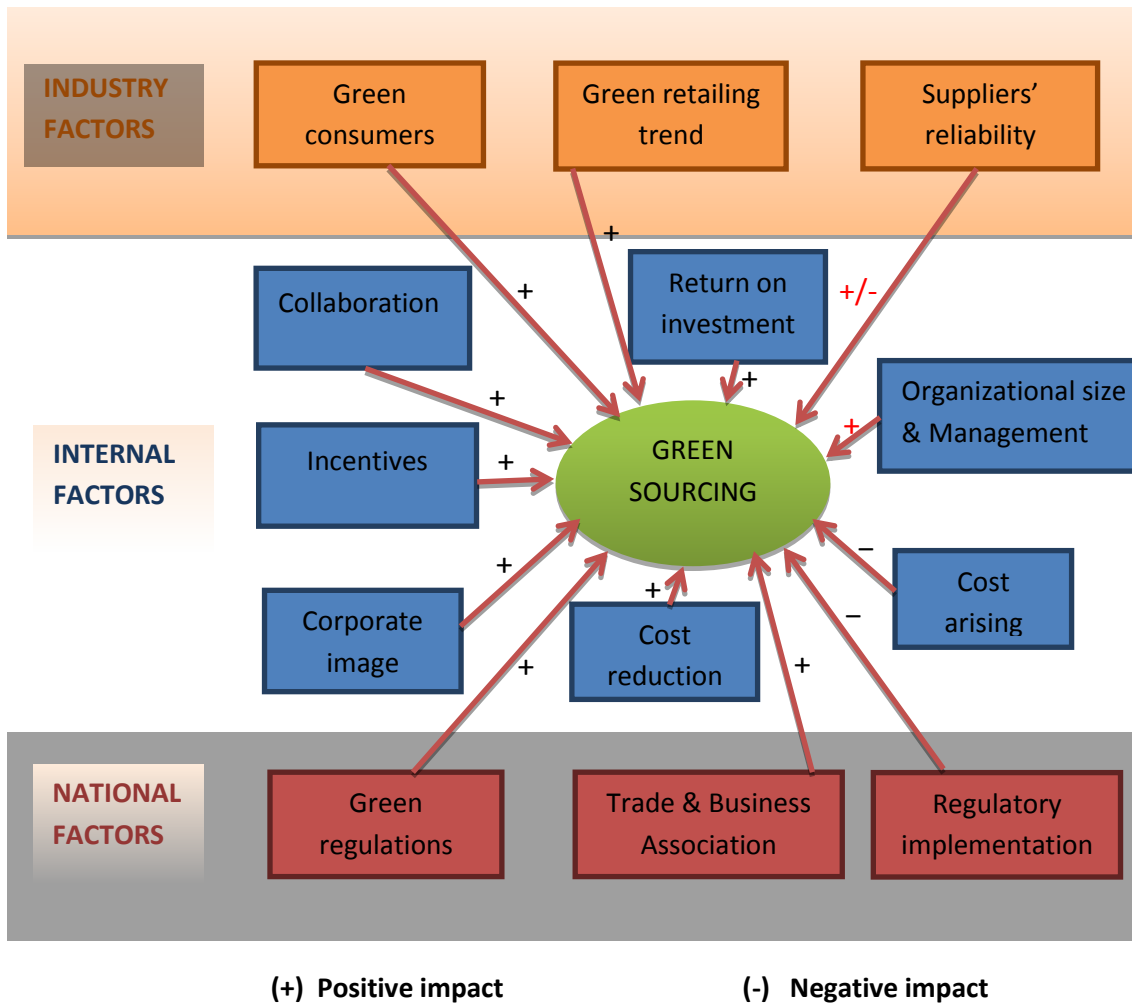 INDUSTRY
FACTORS
Green
consumers
Green retailing
trend
Suppliers’
reliability
+
+
+/-
Collaboration
Return on
investment
+
+
Organizational size
& Management
+
INTERNAL
FACTORS
Incentives
+
GREEN
SOURCING
Corporate
image
+
Cost
reduction
+
Cost
arising
–
–
+
+
NATIONAL
FACTORS
Green
regulations
Trade & Business
Association
Regulatory
implementation
(+) Positive impact
(-) Negative impact